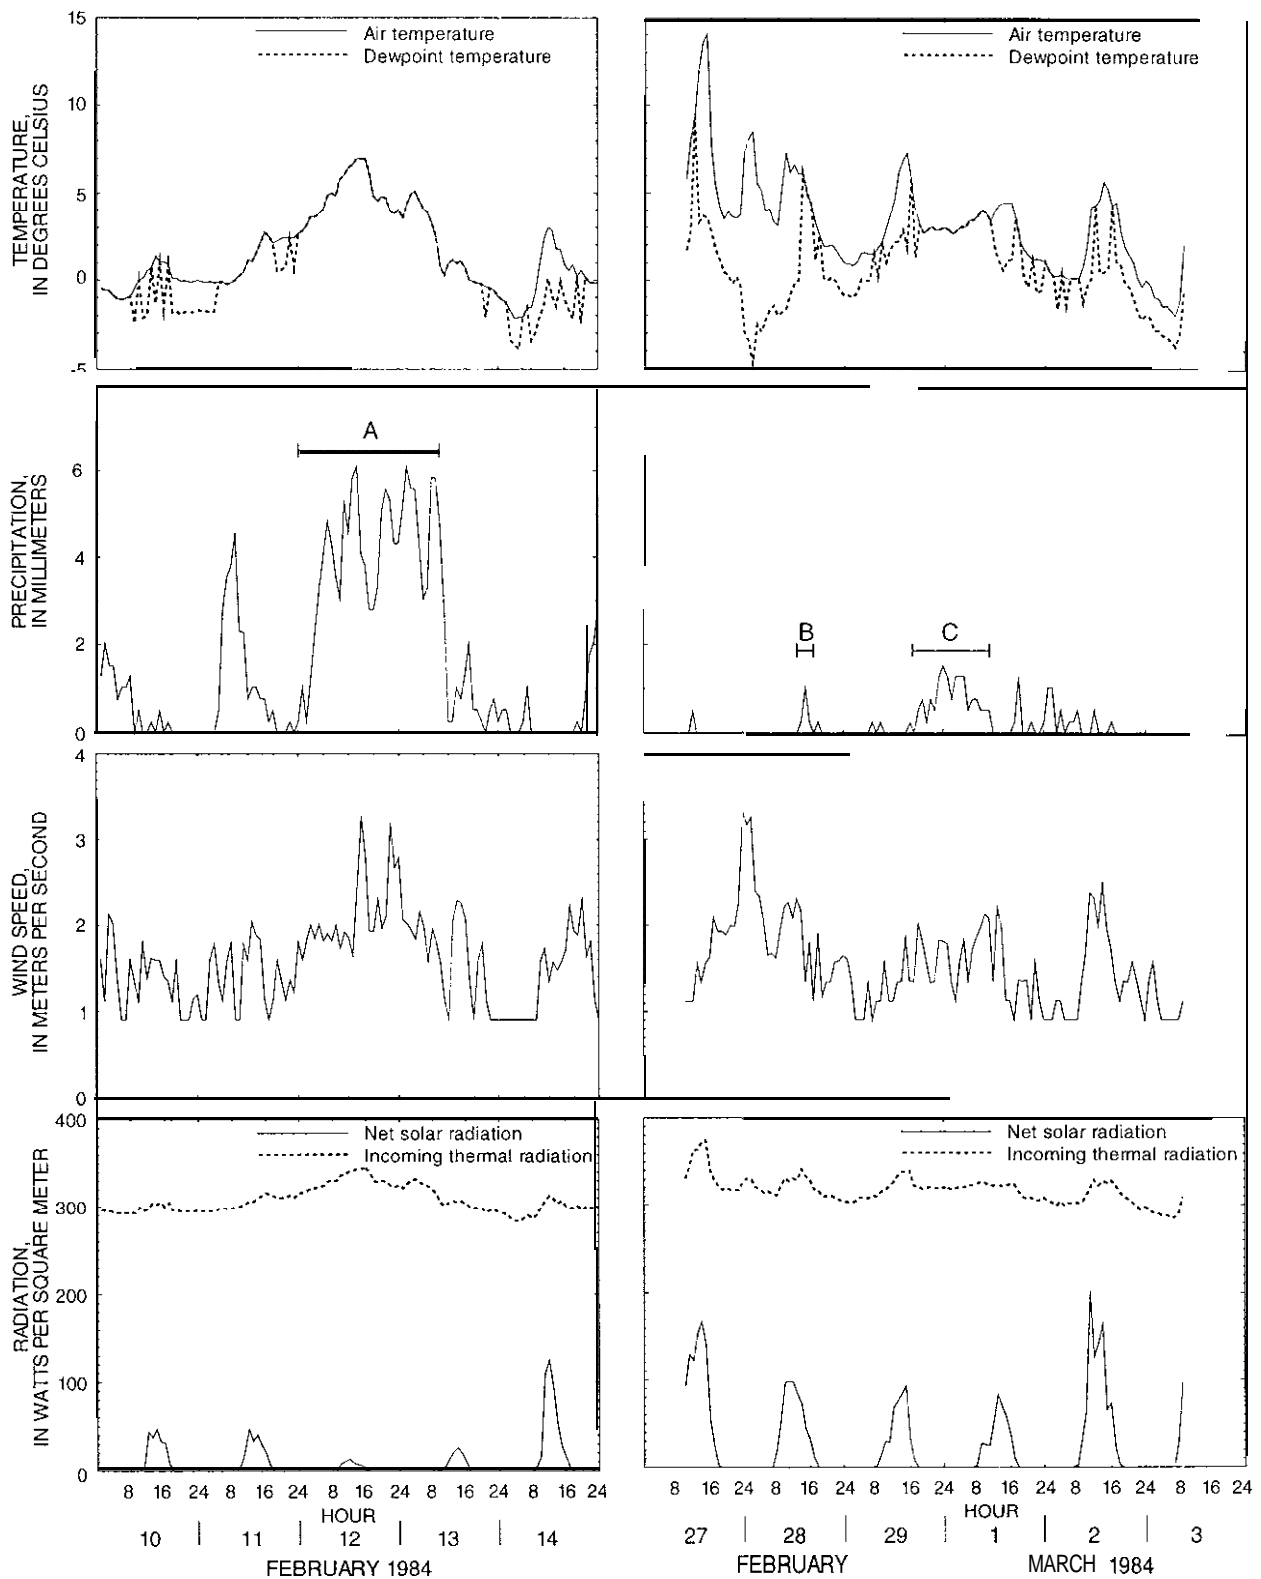 15
10
5
0
-5
TEMPERATURE,
IN DEGREES CELSIUS
Air temperature
Dewpoint temperature
Air temperature
Dewpoint temperature
6
4
2
0
PRECIPITATION,
IN MILLIMETERS
A
B
C
4
3
2
1
0
WIND SPEED,
IN METERS PER SECOND
400
300
200
100
0
RADIATION,
IN WATTS PER SQUARE METER
Net solar radiation
Incoming thermal radiation
Net solar radiation
Incoming thermal radiation
8 16 24 8 16 24 8 16 24 8 16 24 8 16 24
HOUR
10 11 12 13 14
FEBRUARY 1984
8 16 24 8 16 24 8 16 24 8 16 24 8 16 24 8 16 24
HOUR
27 28 29 1 2 3
FEBRUARY MARCH 1984